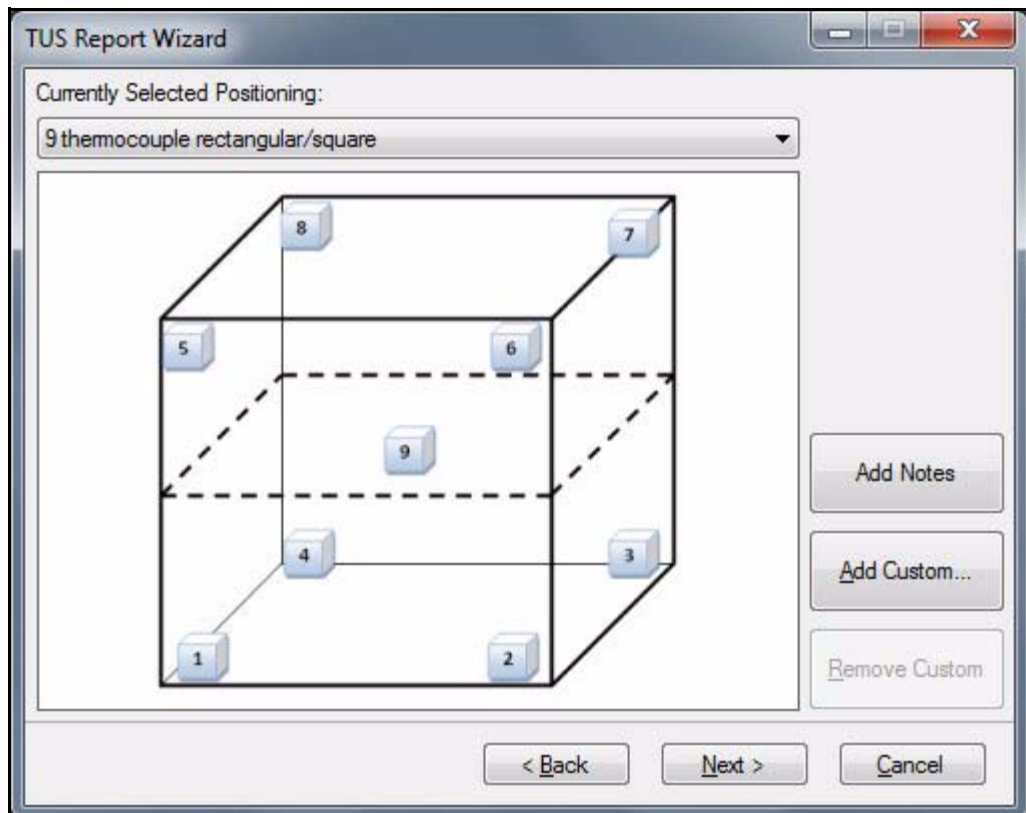 TUS Report Wizard
Currently Selected Positioning:
9 thermocouple rectangular/square
8
7
5
6
9
4
3
1
2
Add Notes
Add Custom...
Remove Custom
< Back
Next >
Cancel